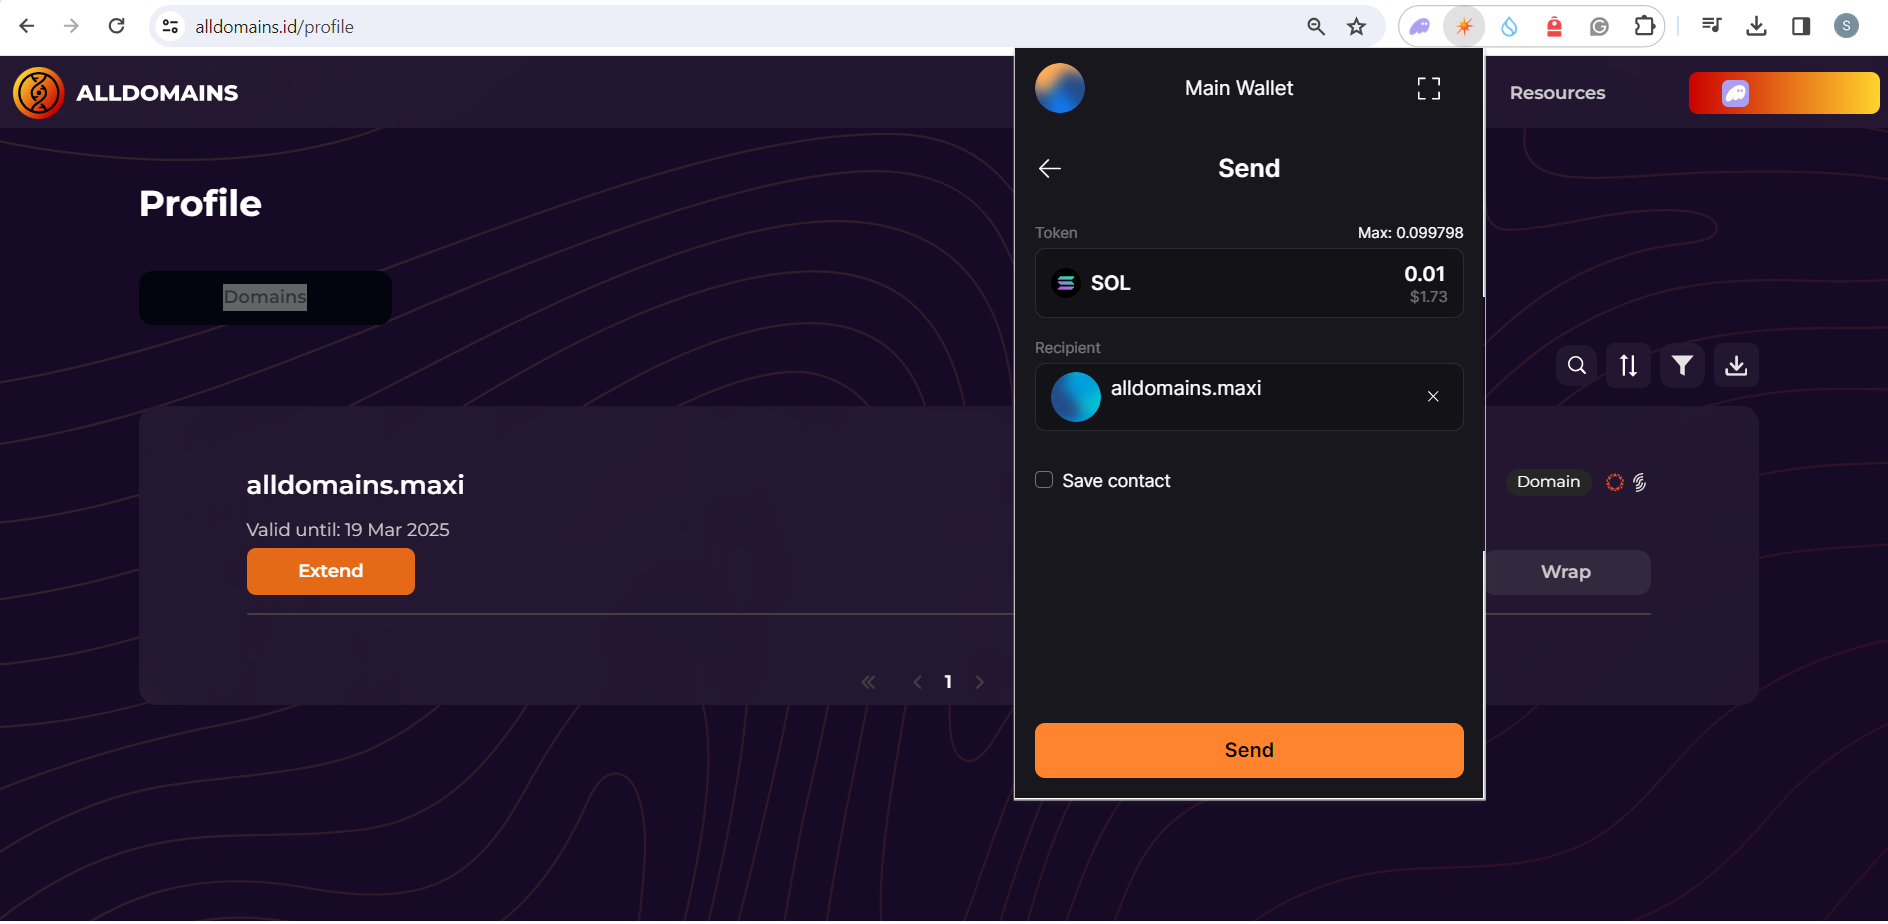 alldomains.id/profile
S
ALLDOMAINS
Resources
Profile
Domains
alldomains.maxi
Valid until: 19 Mar 2025
Extend
Domain
Wrap
1
Main Wallet
Send
Token
Max: 0.099798
SOL
0.01
$1.73
Recipient
alldomains.maxi
Save contact
Send